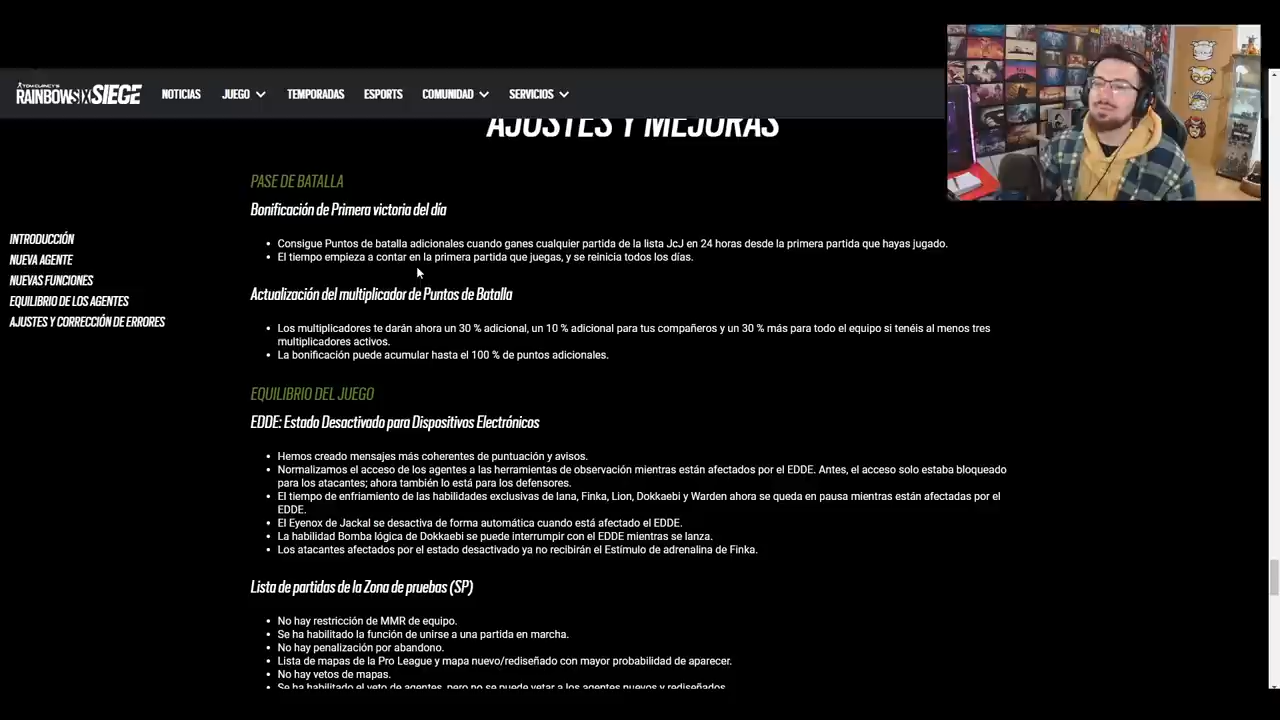 TOM CLANCY'S
RAINBOWSIXSIEGE
NOTICIAS
JUEGO
TEMPORADAS
ESPORTS
COMUNIDAD
SERVICIOS
AJUSTES Y MEJORAS
INTRODUCCIÓN
NUEVA AGENTE
NUEVAS FUNCIONES
EQUILIBRIO DE LOS AGENTES
AJUSTES Y CORRECCIÓN DE ERRORES
PASE DE BATALLA
Bonificación de Primera victoria del día
• Consigue Puntos de batalla adicionales cuando ganes cualquier partida de la lista JcJ en 24 horas desde la primera partida que hayas jugado.
• El tiempo empieza a contar en la primera partida que juegas, y se reinicia todos los días.
Actualización del multiplicador de Puntos de Batalla
• Los multiplicadores te darán ahora un 30 % adicional, un 10 % adicional para tus compañeros y un 30 % más para todo el equipo si tenéis al menos tres
multiplicadores activos.
• La bonificación puede acumular hasta el 100 % de puntos adicionales.
EQUILIBRIO DEL JUEGO
EDDE: Estado Desactivado para Dispositivos Electrónicos
• Hemos creado mensajes más coherentes de puntuación y avisos.
• Normalizamos el acceso de los agentes a las herramientas de observación mientras están afectados por el EDDE. Antes, el acceso solo estaba bloqueado
para los atacantes; ahora también lo está para los defensores.
• El tiempo de enfriamiento de las habilidades exclusivas de Iana, Finka, Lion, Dokkaebi y Warden ahora se queda en pausa mientras están afectadas por el
EDDE.
• El Eyenox de Jackal se desactiva de forma automática cuando está afectado el EDDE.
• La habilidad Bomba lógica de Dokkaebi se puede interrumpir con el EDDE mientras se lanza.
• Los atacantes afectados por el estado desactivado ya no recibirán el Estímulo de adrenalina de Finka.
Lista de partidas de la Zona de pruebas (SP)
• No hay restricción de MMR de equipo.
• Se ha habilitado la función de unirse a una partida en marcha.
• No hay penalización por abandono.
• Lista de mapas de la Pro League y mapa nuevo/rediseñado con mayor probabilidad de aparecer.
• No hay vetos de mapas.
• Se ha habilitado el veto de agentes, pero no se puede vetar a los agentes nuevos y rediseñados